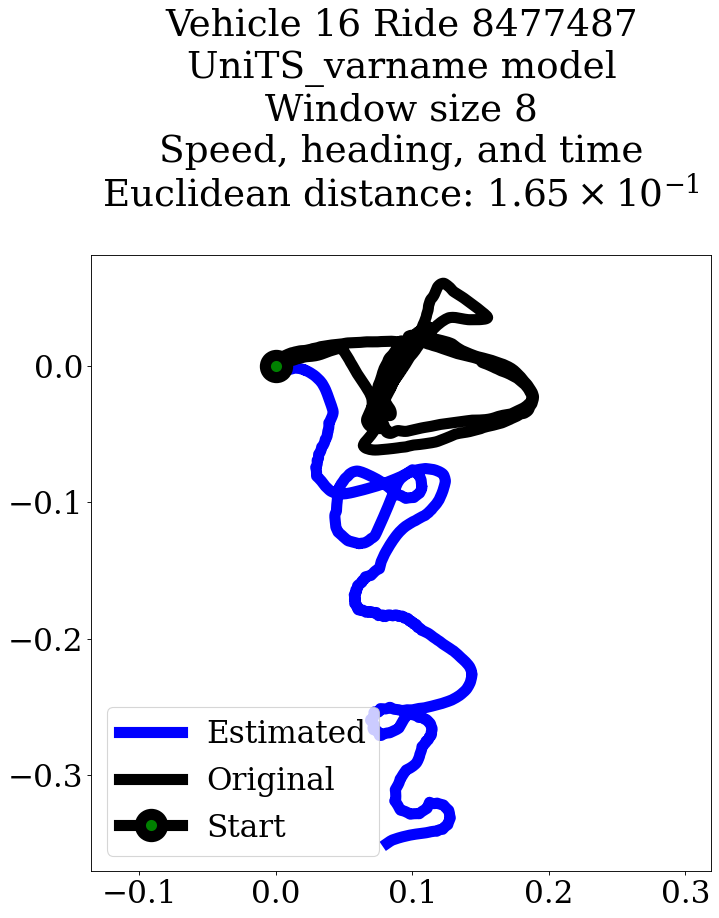 Vehicle 16 Ride 8477487
UniTS_varname model
Window size 8
Speed, heading, and time
Euclidean distance: 1.65 × 10⁻¹
0.0
−0.1
−0.2
−0.3
Estimated
Original
Start
−0.1 0.0 0.1 0.2 0.3